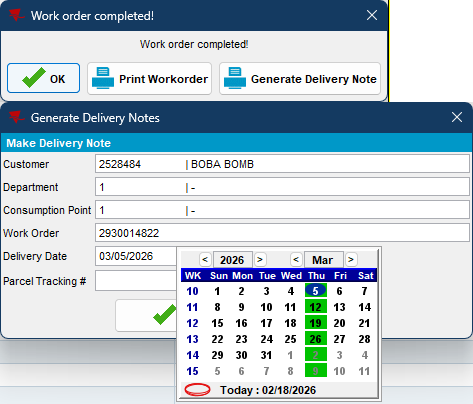 Work order completed!
Work order completed!
OK Print Workorder Generate Delivery Note
Generate Delivery Notes
Make Delivery Note
Customer 2528484 | BOBA BOMB
Department 1 | -
Consumption Point 1 | -
Work Order 2930014822
Delivery Date 03/05/2026
Parcel Tracking #
< 2026 > < Mar >
WK Sun Mon Tue Wed Thu Fri Sat
10 1 2 3 4 5 6 7
11 8 9 10 11 12 13 14
12 15 16 17 18 19 20 21
13 22 23 24 25 26 27 28
14 29 30 31 1 2 3 4
15 5 6 7 8 9 10 11
Today : 02/18/2026